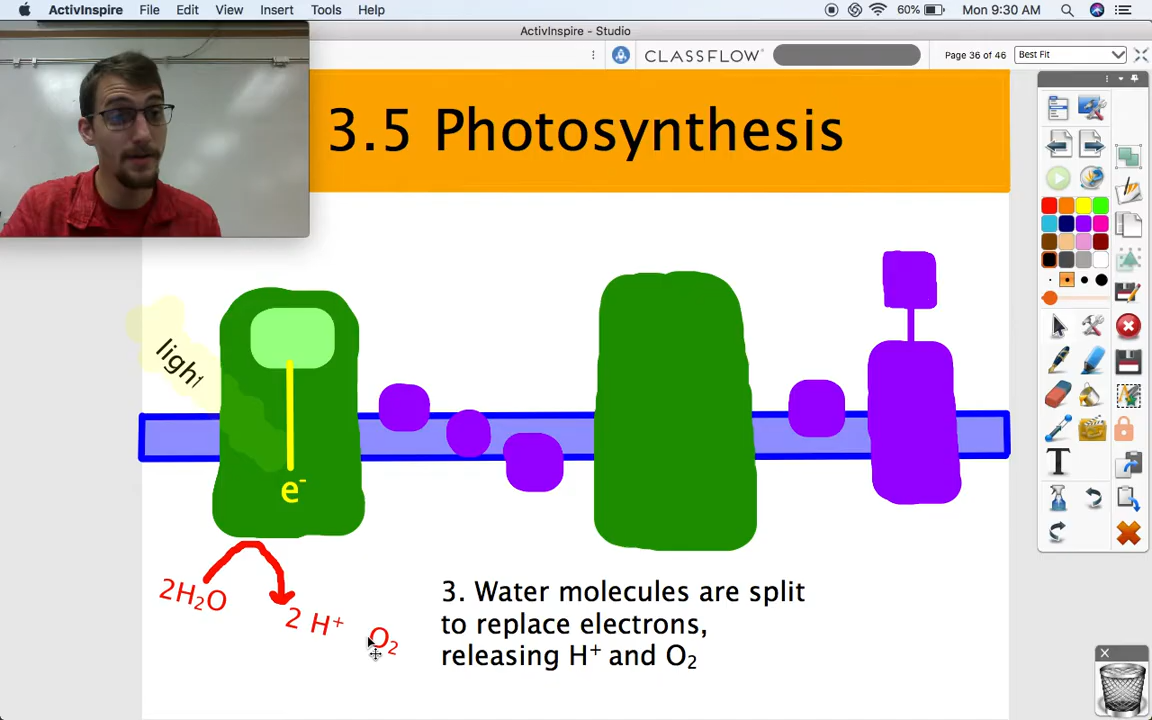 ActivInspire File Edit View Insert Tools Help 60% Mon 9:30 AM
ActivInspire - Studio
CLASSFLOW Page 36 of 46 Best Fit
3.5 Photosynthesis
light
e⁻
2H₂O
2 H⁺
O₂
3. Water molecules are split
to replace electrons,
releasing H⁺ and O₂
T